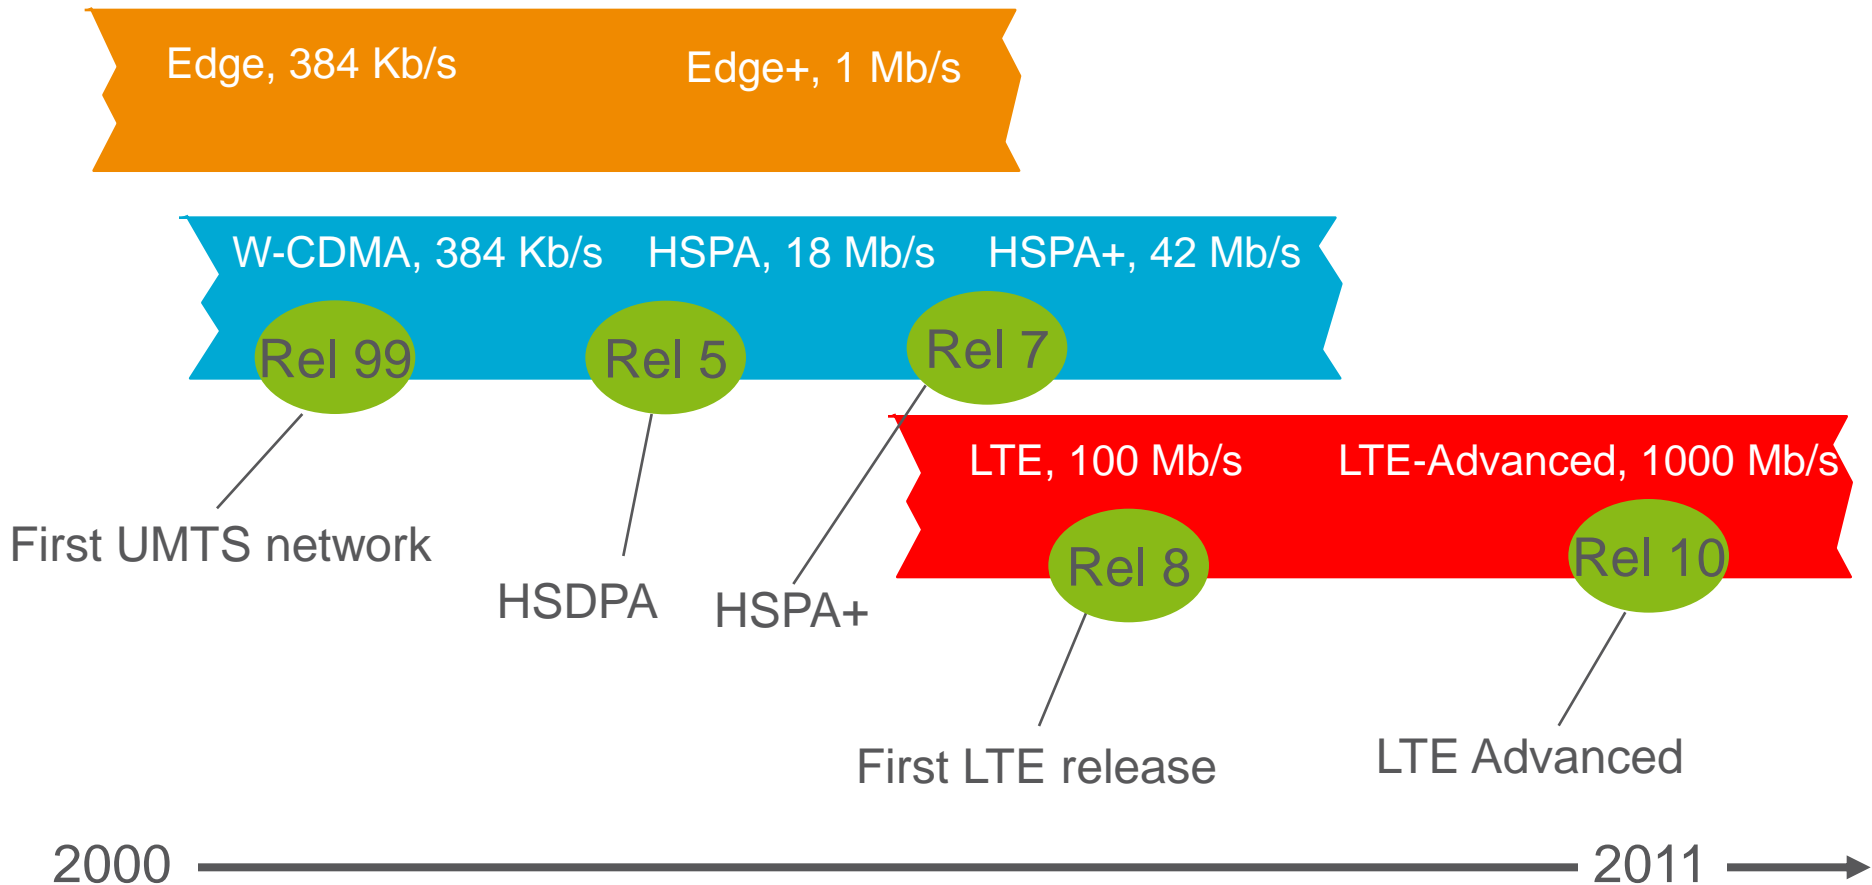 Edge, 384 Kb/s
Edge+, 1 Mb/s
W-CDMA, 384 Kb/s
HSPA, 18 Mb/s
HSPA+, 42 Mb/s
Rel 99
Rel 5
Rel 7
LTE, 100 Mb/s
LTE-Advanced, 1000 Mb/s
Rel 8
Rel 10
First UMTS network
HSDPA
HSPA+
First LTE release
LTE Advanced
2000
2011